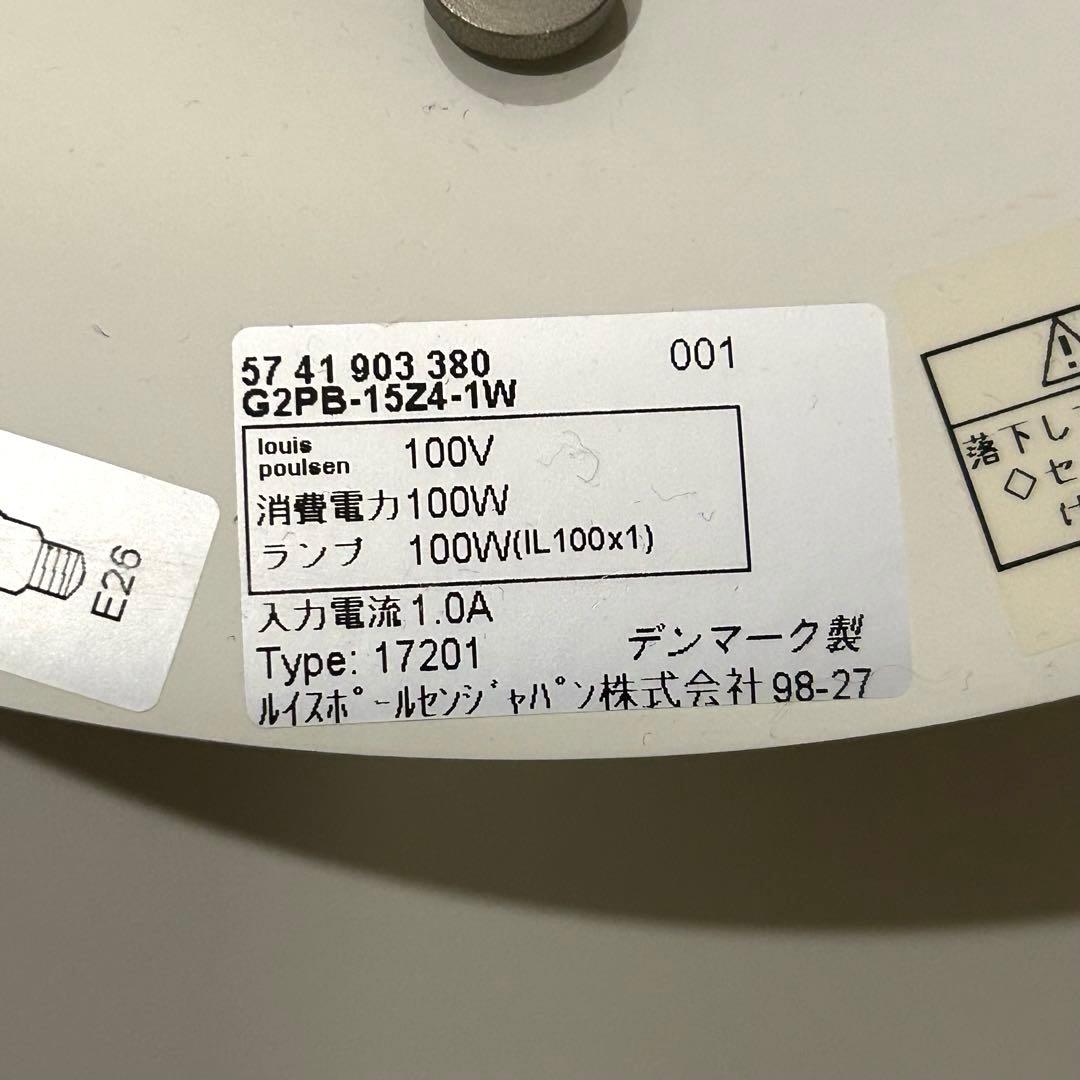 57 41 903 380 001
G2PB-15Z4-1W
louis
poulsen 100V
消費電力100W
ランプ 100W(IL100x1)
入力電流1.0A
Type: 17201 デンマーク製
ルイスポールセンジャパン株式会社 98-27
E26
落下し
◇セ
け